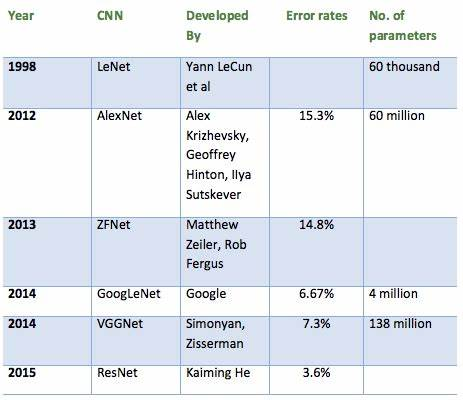 Year CNN Developed By Error rates No. of parameters
1998 LeNet Yann LeCun et al 60 thousand
2012 AlexNet Alex Krizhevsky, Geoffrey Hinton, Ilya Sutskever 15.3% 60 million
2013 ZFNet Matthew Zeiler, Rob Fergus 14.8%
2014 GoogLeNet Google 6.67% 4 million
2014 VGGNet Simonyan, Zisserman 7.3% 138 million
2015 ResNet Kaiming He 3.6%